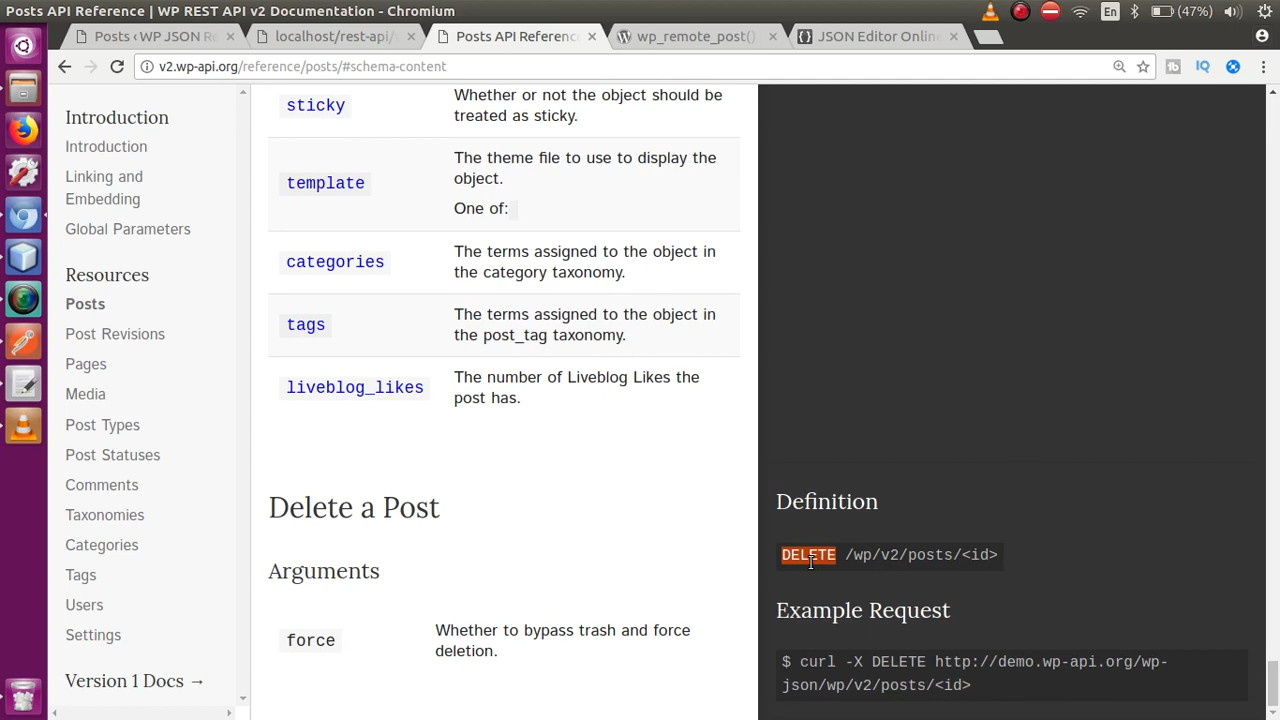 Posts API Reference | WP REST API v2 Documentation - Chromium
En
(47%)
Posts ‹ WP JSON R
localhost/rest-api/
Posts API Reference
wp_remote_post()
JSON Editor Online
v2.wp-api.org/reference/posts/#schema-content
IQ
Introduction
Introduction
Linking and
Embedding
Global Parameters
Resources
Posts
Post Revisions
Pages
Media
Post Types
Post Statuses
Comments
Taxonomies
Categories
Tags
Users
Settings
Version 1 Docs →
sticky
Whether or not the object should be
treated as sticky.
template
The theme file to use to display the
object.
One of:
categories
The terms assigned to the object in
the category taxonomy.
tags
The terms assigned to the object in
the post_tag taxonomy.
liveblog_likes
The number of Liveblog Likes the
post has.
Delete a Post
Arguments
force
Whether to bypass trash and force
deletion.
Definition
DELETE /wp/v2/posts/<id>
Example Request
$ curl -X DELETE http://demo.wp-api.org/wp-
json/wp/v2/posts/<id>